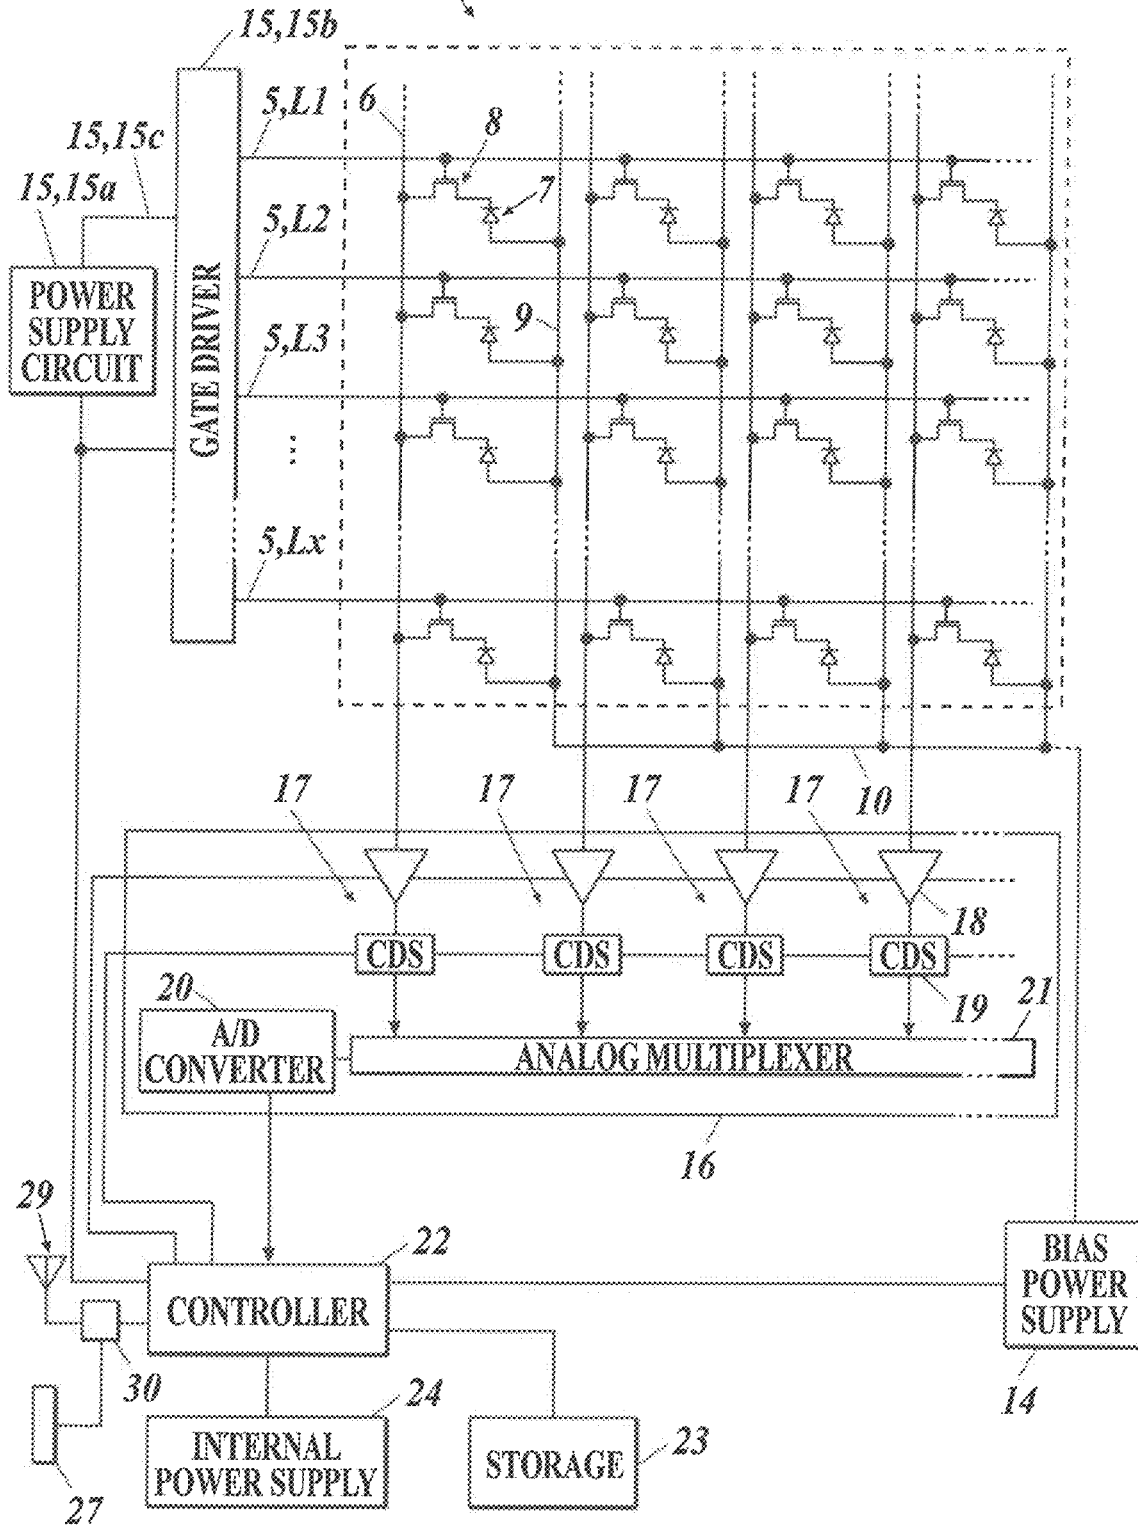 15,15b
5,L1
6
8
15,15c
15,15a
7
5,L2
POWER
SUPPLY
CIRCUIT
GATE DRIVER
9
5,L3
5,Lx
17
17
17
17
10
18
CDS
CDS
CDS
CDS
19
20
21
A/D
CONVERTER
ANALOG MULTIPLEXER
16
29
22
CONTROLLER
BIAS
POWER
SUPPLY
30
14
24
INTERNAL
POWER SUPPLY
STORAGE
23
27